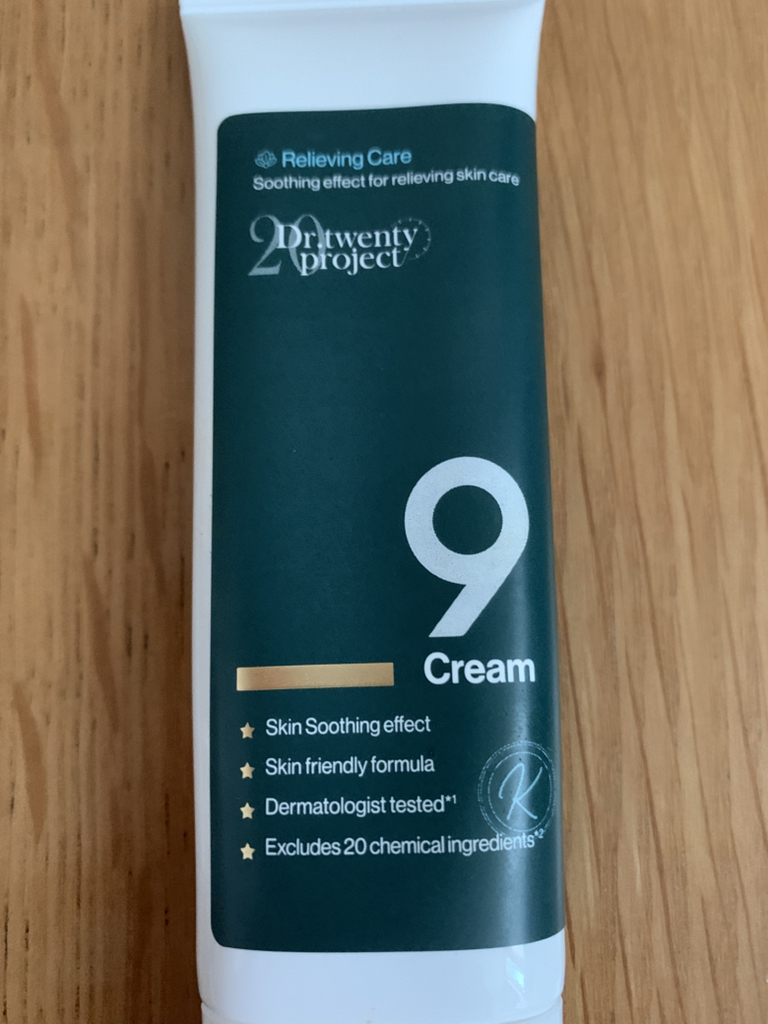 Relieving Care
Soothing effect for relieving skin care
20
Dr.twenty
project
9
Cream
Skin Soothing effect
Skin friendly formula
Dermatologist tested*1
K
Excludes 20 chemical ingredients*2